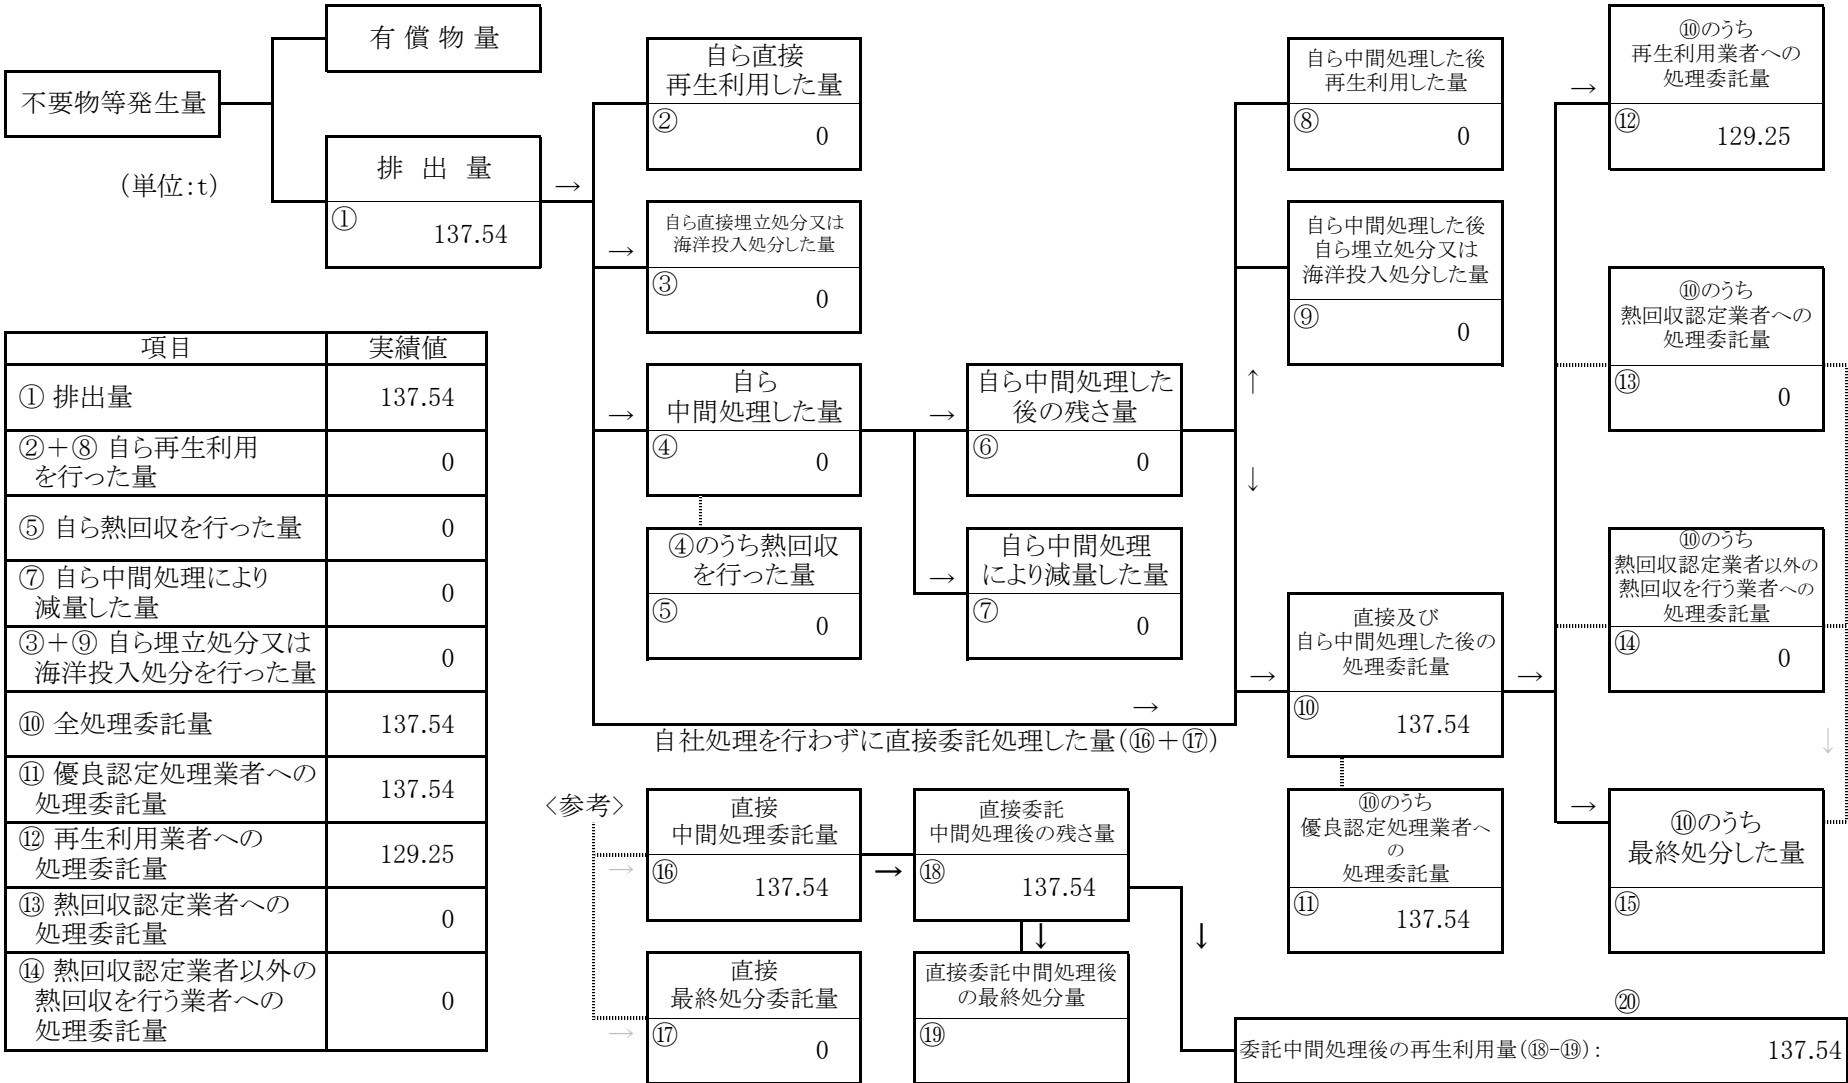 不要物等発生量
有 償 物 量
(単位:t)
排 出 量
① 137.54
→
自ら直接
再生利用した量
② 0
→
自ら直接埋立処分又は
海洋投入処分した量
③ 0
→
自ら
中間処理した量
④ 0
④のうち熱回収
を行った量
⑤ 0
→
自ら中間処理した
後の残さ量
⑥ 0
→
自ら中間処理
により減量した量
⑦ 0
自ら中間処理した後
再生利用した量
⑧ 0
自ら中間処理した後
自ら埋立処分又は
海洋投入処分した量
⑨ 0
↑
↓
→
自社処理を行わずに直接委託処理した量(⑯+⑰)
→
直接及び
自ら中間処理した後の
処理委託量
⑩ 137.54
→
⑩のうち
優良認定処理業者へ
の
処理委託量
⑪ 137.54
→
⑩のうち
再生利用業者への
処理委託量
⑫ 129.25
⑩のうち
熱回収認定業者への
処理委託量
⑬ 0
⑩のうち
熱回収認定業者以外の
熱回収を行う業者への
処理委託量
⑭ 0
↓
→
⑩のうち
最終処分した量
⑮
項目 実績値
① 排出量 137.54
②+⑧ 自ら再生利用
を行った量 0
⑤ 自ら熱回収を行った量 0
⑦ 自ら中間処理により
減量した量 0
③+⑨ 自ら埋立処分又は
海洋投入処分を行った量 0
⑩ 全処理委託量 137.54
⑪ 優良認定処理業者への
処理委託量 137.54
⑫ 再生利用業者への
処理委託量 129.25
⑬ 熱回収認定業者への
処理委託量 0
⑭ 熱回収認定業者以外の
熱回収を行う業者への
処理委託量 0
〈参考〉
→
直接
中間処理委託量
⑯ 137.54
→
直接委託
中間処理後の残さ量
⑱ 137.54
↓
↓
→
直接
最終処分委託量
⑰ 0
直接委託中間処理後
の最終処分量
⑲
⑳
委託中間処理後の再生利用量(⑱-⑲): 137.54